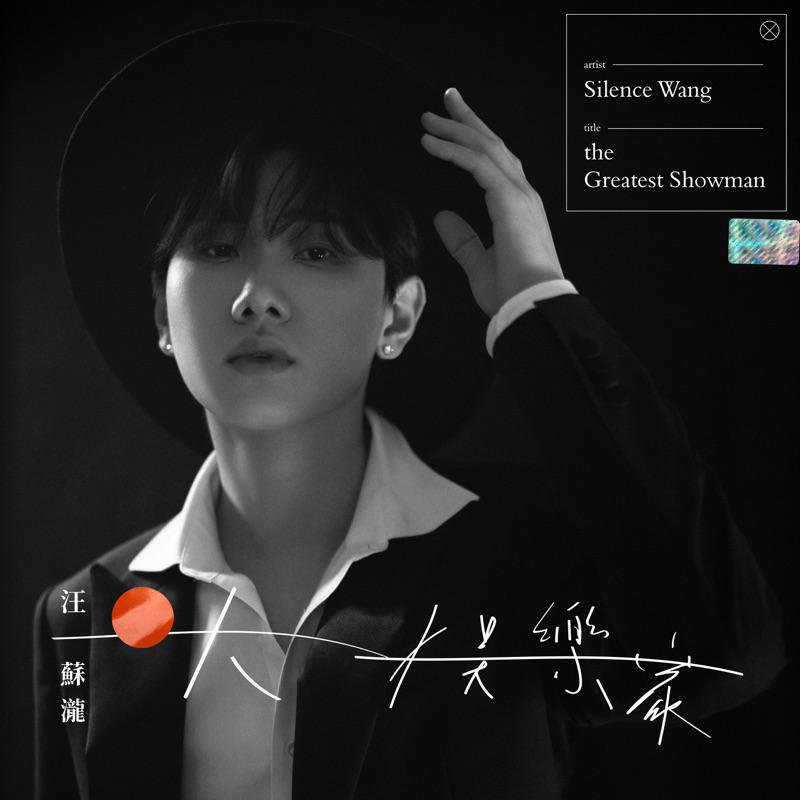 artist
Silence Wang
title
the
Greatest Showman
汪蘇瀧
大娛樂家